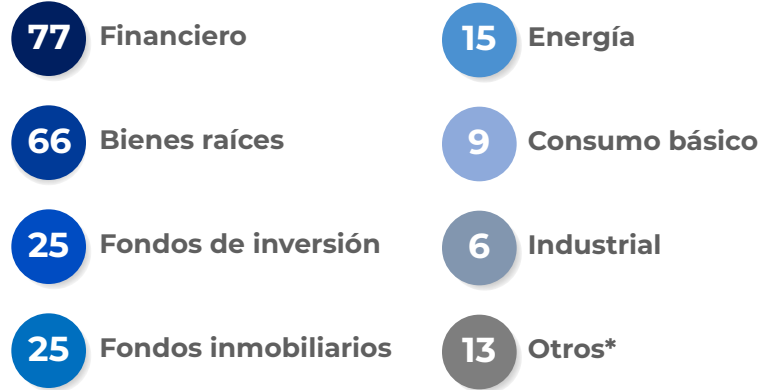 77 Financiero
66 Bienes raíces
25 Fondos de inversión
25 Fondos inmobiliarios
15 Energía
9 Consumo básico
6 Industrial
13 Otros*